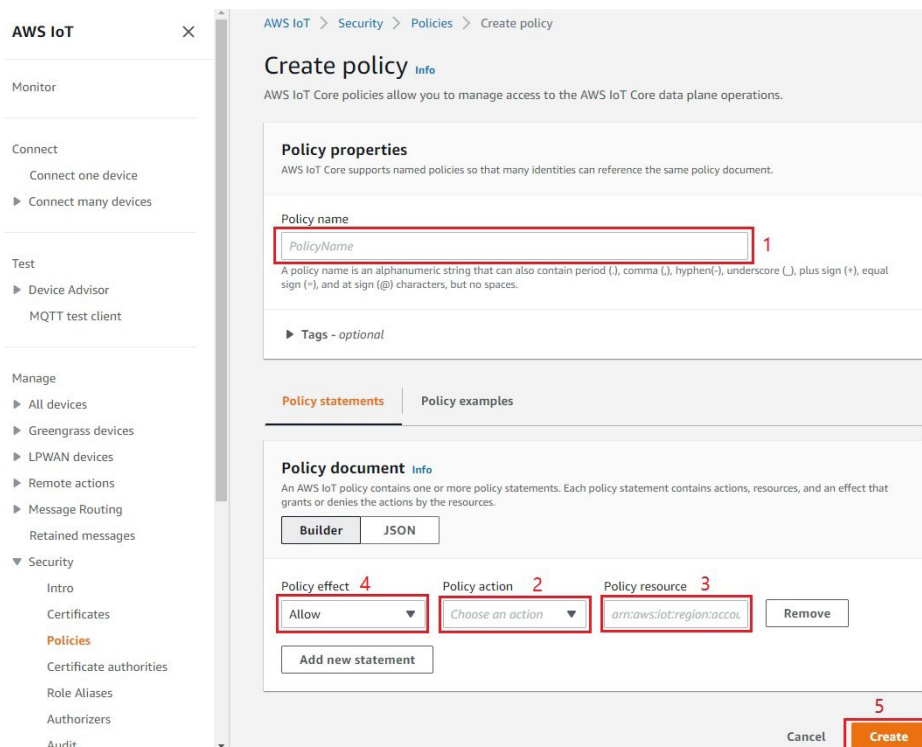 AWS IoT
Monitor
Connect
Connect one device
Connect many devices
Test
Device Advisor
MQTT test client
Manage
All devices
Greengrass devices
LPWAN devices
Remote actions
Message Routing
Retained messages
Security
Intro
Certificates
Policies
Certificate authorities
Role Aliases
Authorizers
Audit
AWS IoT > Security > Policies > Create policy
Create policy Info
AWS IoT Core policies allow you to manage access to the AWS IoT Core data plane operations.
Policy properties
AWS IoT Core supports named policies so that many identities can reference the same policy document.
Policy name
PolicyName 1
A policy name is an alphanumeric string that can also contain period (.), comma (,), hyphen(-), underscore (_), plus sign (+), equal
sign (=), and at sign (@) characters, but no spaces.
Tags - optional
Policy statements Policy examples
Policy document Info
An AWS IoT policy contains one or more policy statements. Each policy statement contains actions, resources, and an effect that
grants or denies the actions by the resources.
Builder JSON
Policy effect 4 Policy action 2 Policy resource 3
Allow Choose an action arn:aws:iot:region:accou Remove
Add new statement
5
Cancel Create